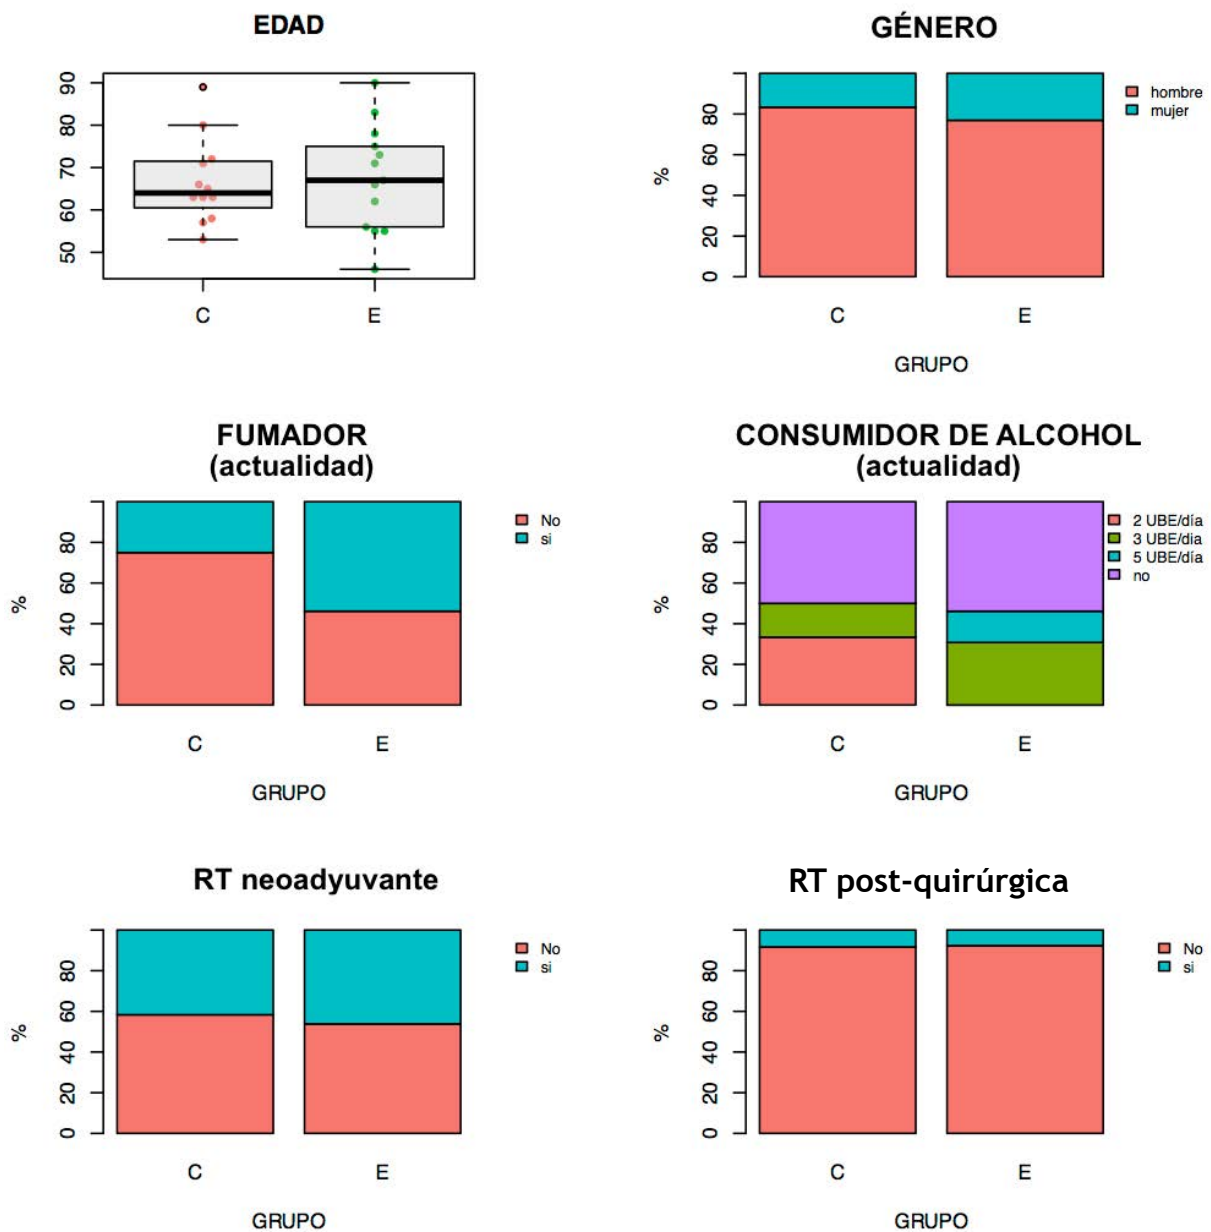 EDAD
90
80
70
60
50
C E
GÉNERO
%
80
60
40
20
0
hombre
mujer
C E
GRUPO
FUMADOR
(actualidad)
%
80
60
40
20
0
No
si
C E
GRUPO
CONSUMIDOR DE ALCOHOL
(actualidad)
%
80
60
40
20
0
2 UBE/día
3 UBE/dia
5 UBE/día
no
C E
GRUPO
RT neoadyuvante
%
80
60
40
20
0
No
si
C E
GRUPO
RT post-quirúrgica
%
80
60
40
20
0
No
si
C E
GRUPO